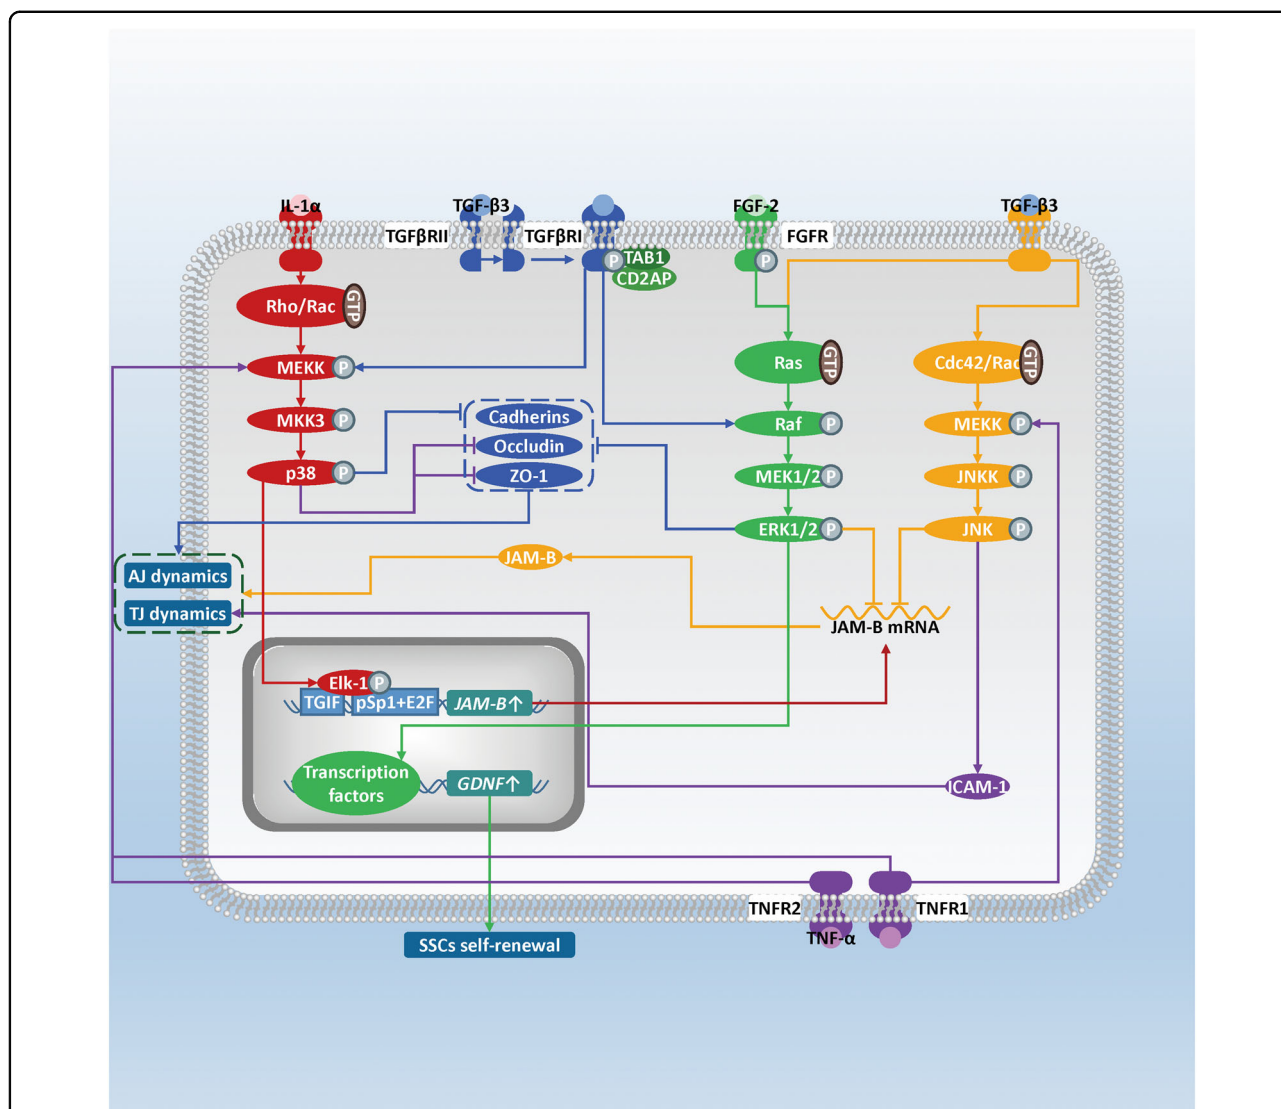 IL-1α
TGF-β3
FGF-2
TGF-β3
TGFβRII
TGFβRI
FGFR
P
TAB1
CD2AP
P
Rho/Rac
GTP
MEKK
P
MKK3
P
p38
P
Cadherins
Occludin
ZO-1
Ras
GTP
Raf
P
MEK1/2
P
ERK1/2
P
Cdc42/Rac
GTP
MEKK
P
JNKK
P
JNK
P
AJ dynamics
TJ dynamics
JAM-B
JAM-B mRNA
Elk-1
P
TGIF
pSp1+E2F
JAM-B↑
Transcription
factors
GDNF↑
ICAM-1
TNFR2
TNFR1
TNF-α
SSCs self-renewal